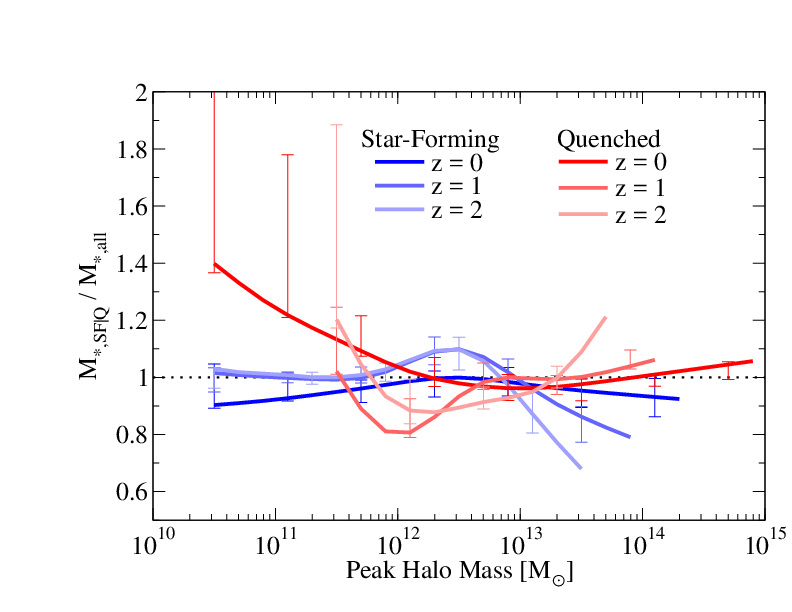 2
1.8
1.6
1.4
1.2
1
0.8
0.6
M*,SF|Q / M*,all
Star-Forming
z = 0
z = 1
z = 2
Quenched
z = 0
z = 1
z = 2
10^10 10^11 10^12 10^13 10^14 10^15
Peak Halo Mass [M⊙]